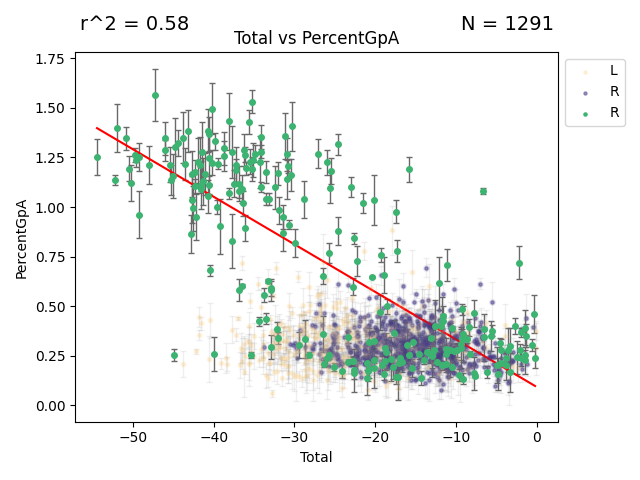 r^2 = 0.58
N = 1291
Total vs PercentGpA
L
R
R
PercentGpA
1.75
1.50
1.25
1.00
0.75
0.50
0.25
0.00
−50
−40
−30
−20
−10
0
Total